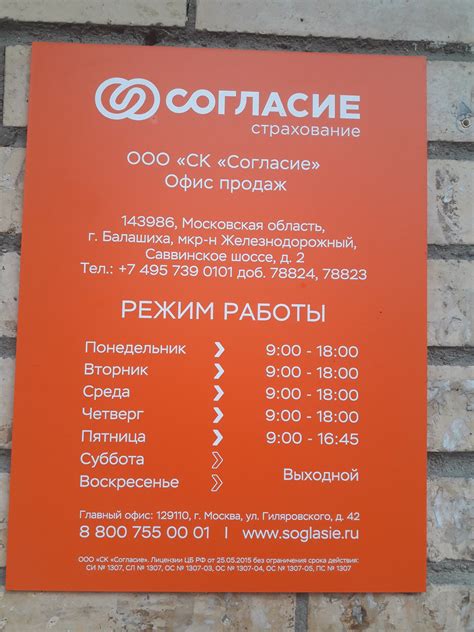 СОГЛАСИЕ
страхование
ООО «СК «Согласие»
Офис продаж
143986, Московская область,
г. Балашиха, мкр-н Железнодорожный,
Саввинское шоссе, д. 2
Тел.: +7 495 739 0101 доб. 78824, 78823
РЕЖИМ РАБОТЫ
Понедельник 9:00 - 18:00
Вторник 9:00 - 18:00
Среда 9:00 - 18:00
Четверг 9:00 - 18:00
Пятница 9:00 - 16:45
Суббота
Воскресенье Выходной
Главный офис: 129110, г. Москва, ул. Гиляровского, д. 42
8 800 755 00 01 | www.soglasie.ru
ООО «СК «Согласие». Лицензии ЦБ РФ от 25.05.2015 без ограничения срока действия:
СИ № 1307, СЛ № 1307, ОС № 1307-03, ОС № 1307-04, ОС № 1307-05, ПС № 1307